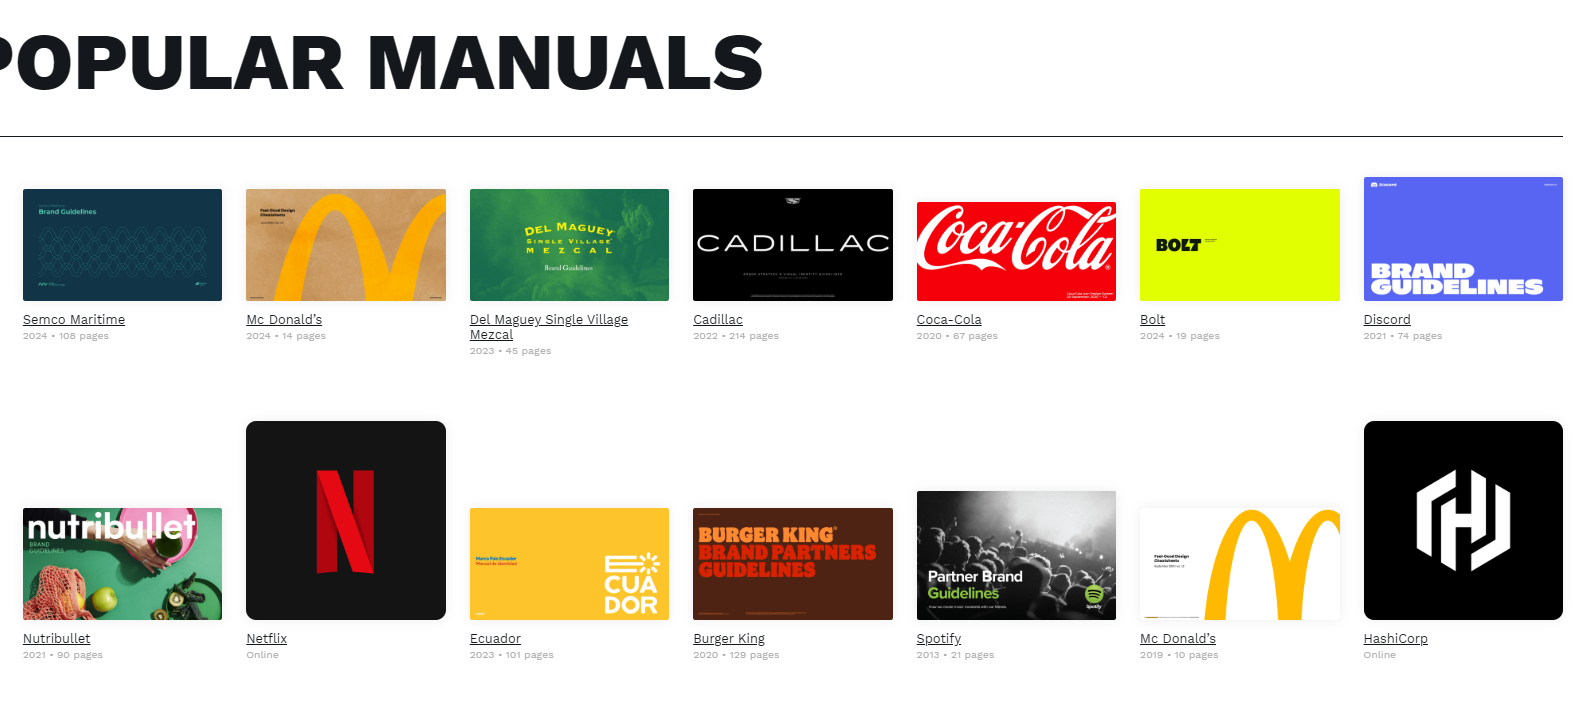 POPULAR MANUALS
Brand Guidelines
Feel-Good Design
Cheatsheets
DEL MAGUEY
SINGLE VILLAGE
MEZCAL
Brand Guidelines
CADILLAC
BRAND STRATEGY & VISUAL IDENTITY GUIDELINES
Coca-Cola
BOLT
Discord
BRAND
GUIDELINES
Semco Maritime
2024 • 108 pages
Mc Donald’s
2024 • 14 pages
Del Maguey Single Village
Mezcal
2023 • 45 pages
Cadillac
2022 • 214 pages
Coca-Cola
2020 • 67 pages
Bolt
2024 • 19 pages
Discord
2021 • 74 pages
nutribullet
BRAND
GUIDELINES
N
Marca País Ecuador
Manual de identidad
ECUADOR
BURGER KING
BRAND PARTNERS
GUIDELINES
Partner Brand
Guidelines
Spotify
Feel-Good Design
Cheatsheets
Nutribullet
2021 • 90 pages
Netflix
Online
Ecuador
2023 • 101 pages
Burger King
2020 • 129 pages
Spotify
2013 • 21 pages
Mc Donald’s
2019 • 10 pages
HashiCorp
Online